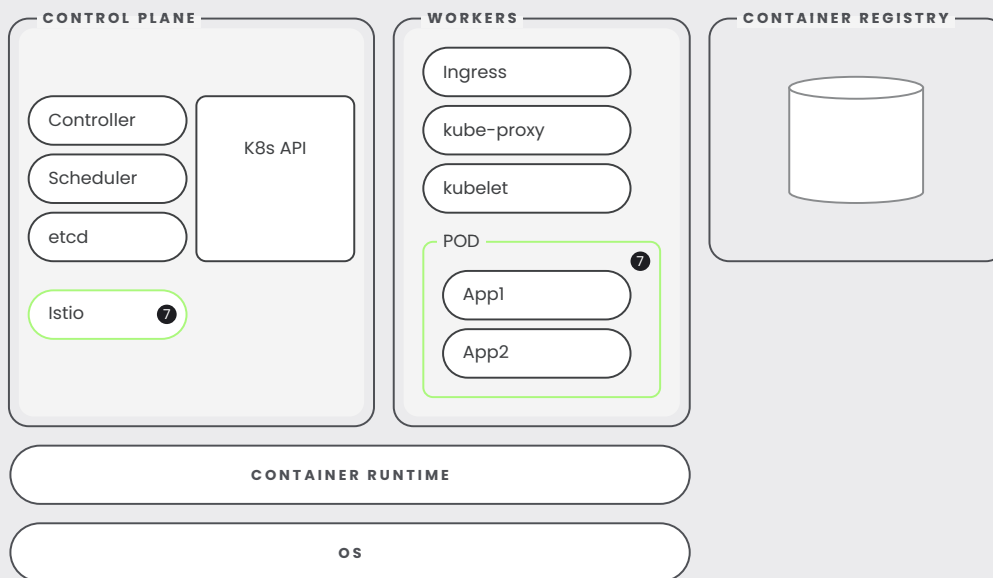 CONTROL PLANE
Controller
Scheduler
etcd
K8s API
Istio 7
WORKERS
Ingress
kube-proxy
kubelet
POD
7
App1
App2
CONTAINER REGISTRY
CONTAINER RUNTIME
OS